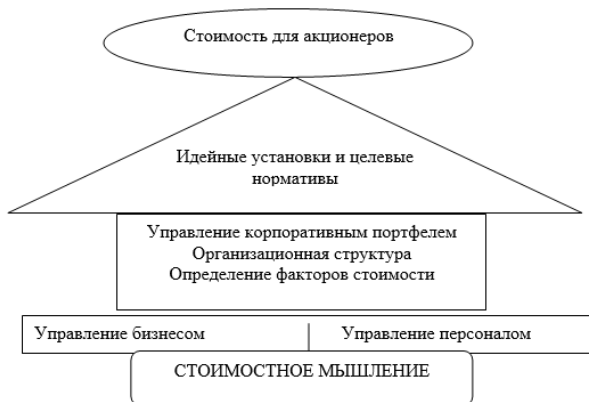 Стоимость для акционеров
Идейные установки и целевые
нормативы
Управление корпоративным портфелем
Организационная структура
Определение факторов стоимости
Управление бизнесом
Управление персоналом
СТОИМОСТНОЕ МЫШЛЕНИЕ